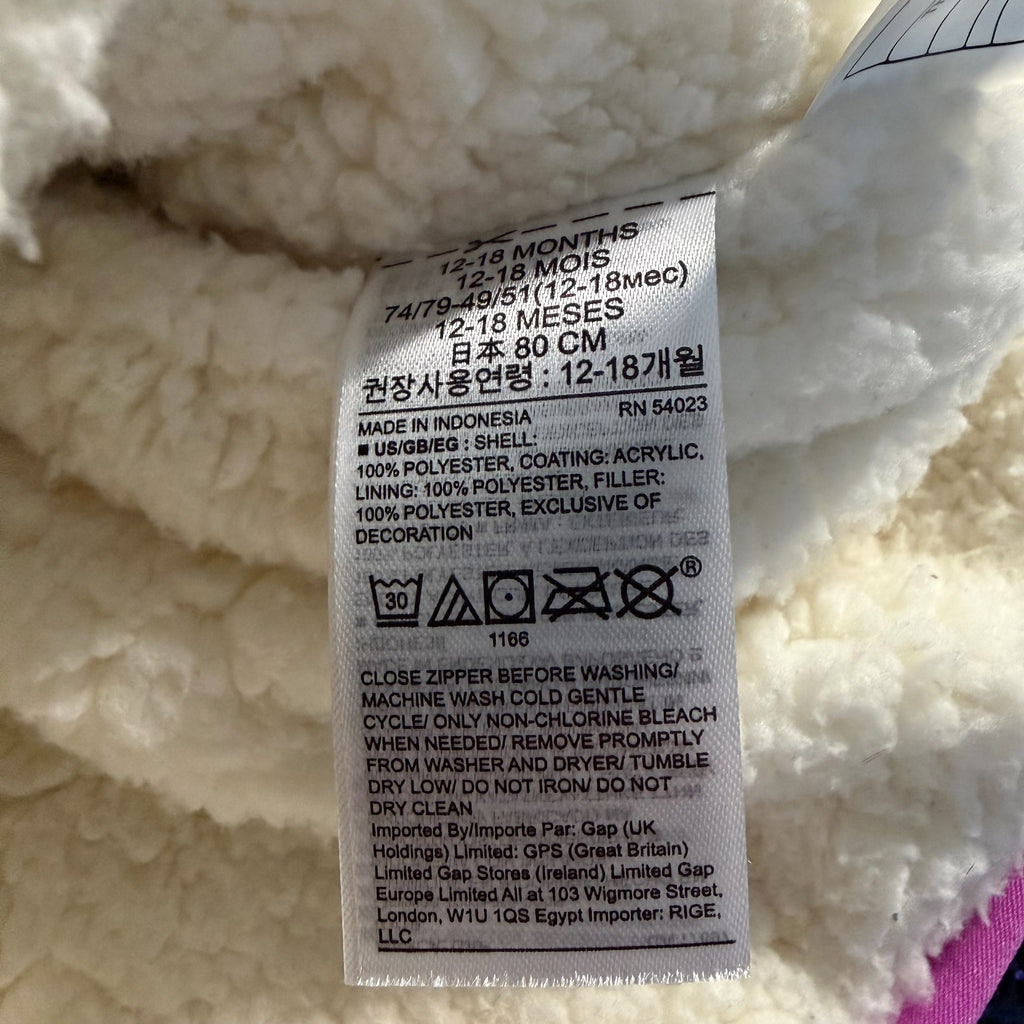 12-18 MONTHS
12-18 MOIS
74/79-49/51(12-18мес)
12-18 MESES
日本 80 CM
권장사용연령 : 12-18개월
MADE IN INDONESIA RN 54023
■ US/GB/EG : SHELL:
100% POLYESTER, COATING: ACRYLIC,
LINING: 100% POLYESTER, FILLER:
100% POLYESTER, EXCLUSIVE OF
DECORATION
30 ®
1166
CLOSE ZIPPER BEFORE WASHING/
MACHINE WASH COLD GENTLE
CYCLE/ ONLY NON-CHLORINE BLEACH
WHEN NEEDED/ REMOVE PROMPTLY
FROM WASHER AND DRYER/ TUMBLE
DRY LOW/ DO NOT IRON/ DO NOT
DRY CLEAN
Imported By/Importe Par: Gap (UK
Holdings) Limited: GPS (Great Britain)
Limited Gap Stores (Ireland) Limited Gap
Europe Limited All at 103 Wigmore Street,
London, W1U 1QS Egypt Importer: RIGE,
LLC